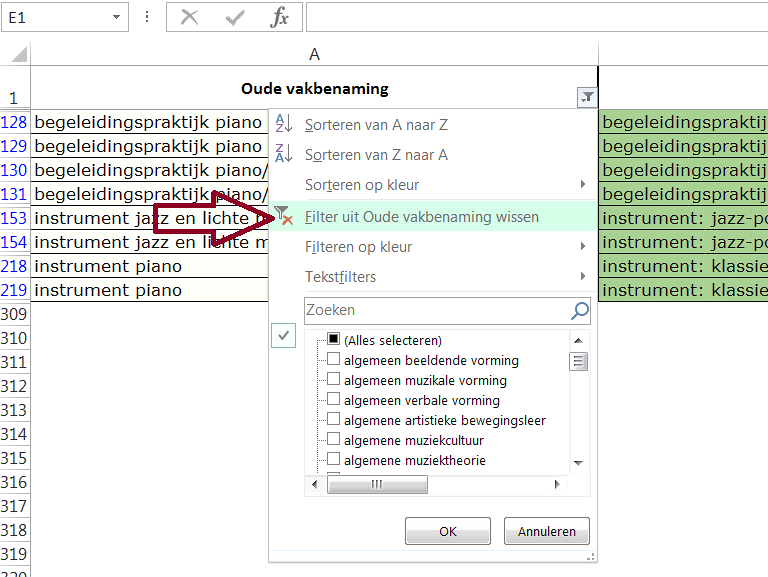 E1
fx
A
1
Oude vakbenaming
128 begeleidingspraktijk piano
129 begeleidingspraktijk piano
130 begeleidingspraktijk piano/
131 begeleidingspraktijk piano/
153 instrument jazz en lichte m
154 instrument jazz en lichte m
218 instrument piano
219 instrument piano
309
310
311
312
313
314
315
316
317
318
319
320
Sorteren van A naar Z
Sorteren van Z naar A
Sorteren op kleur
Filter uit Oude vakbenaming wissen
Filteren op kleur
Tekstfilters
Zoeken
(Alles selecteren)
algemeen beeldende vorming
algemeen muzikale vorming
algemeen verbale vorming
algemene artistieke bewegingsleer
algemene muziekcultuur
algemene muziektheorie
OK
Annuleren
begeleidingspraktij
begeleidingspraktij
begeleidingspraktij
begeleidingspraktij
instrument: jazz-po
instrument: jazz-po
instrument: klassie
instrument: klassie